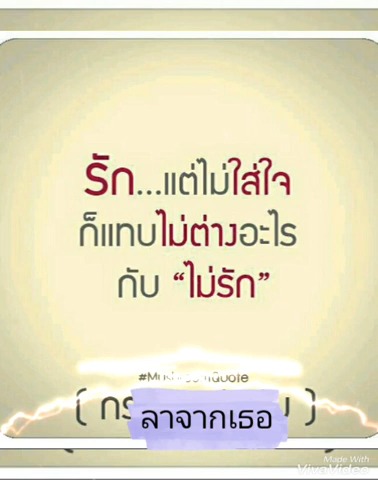 รัก...แต่ไม่ใส่ใจ
ก็แทบไม่ต่างอะไร
กับ “ไม่รัก”
ลาจากเธอ
Made With
VivaVideo